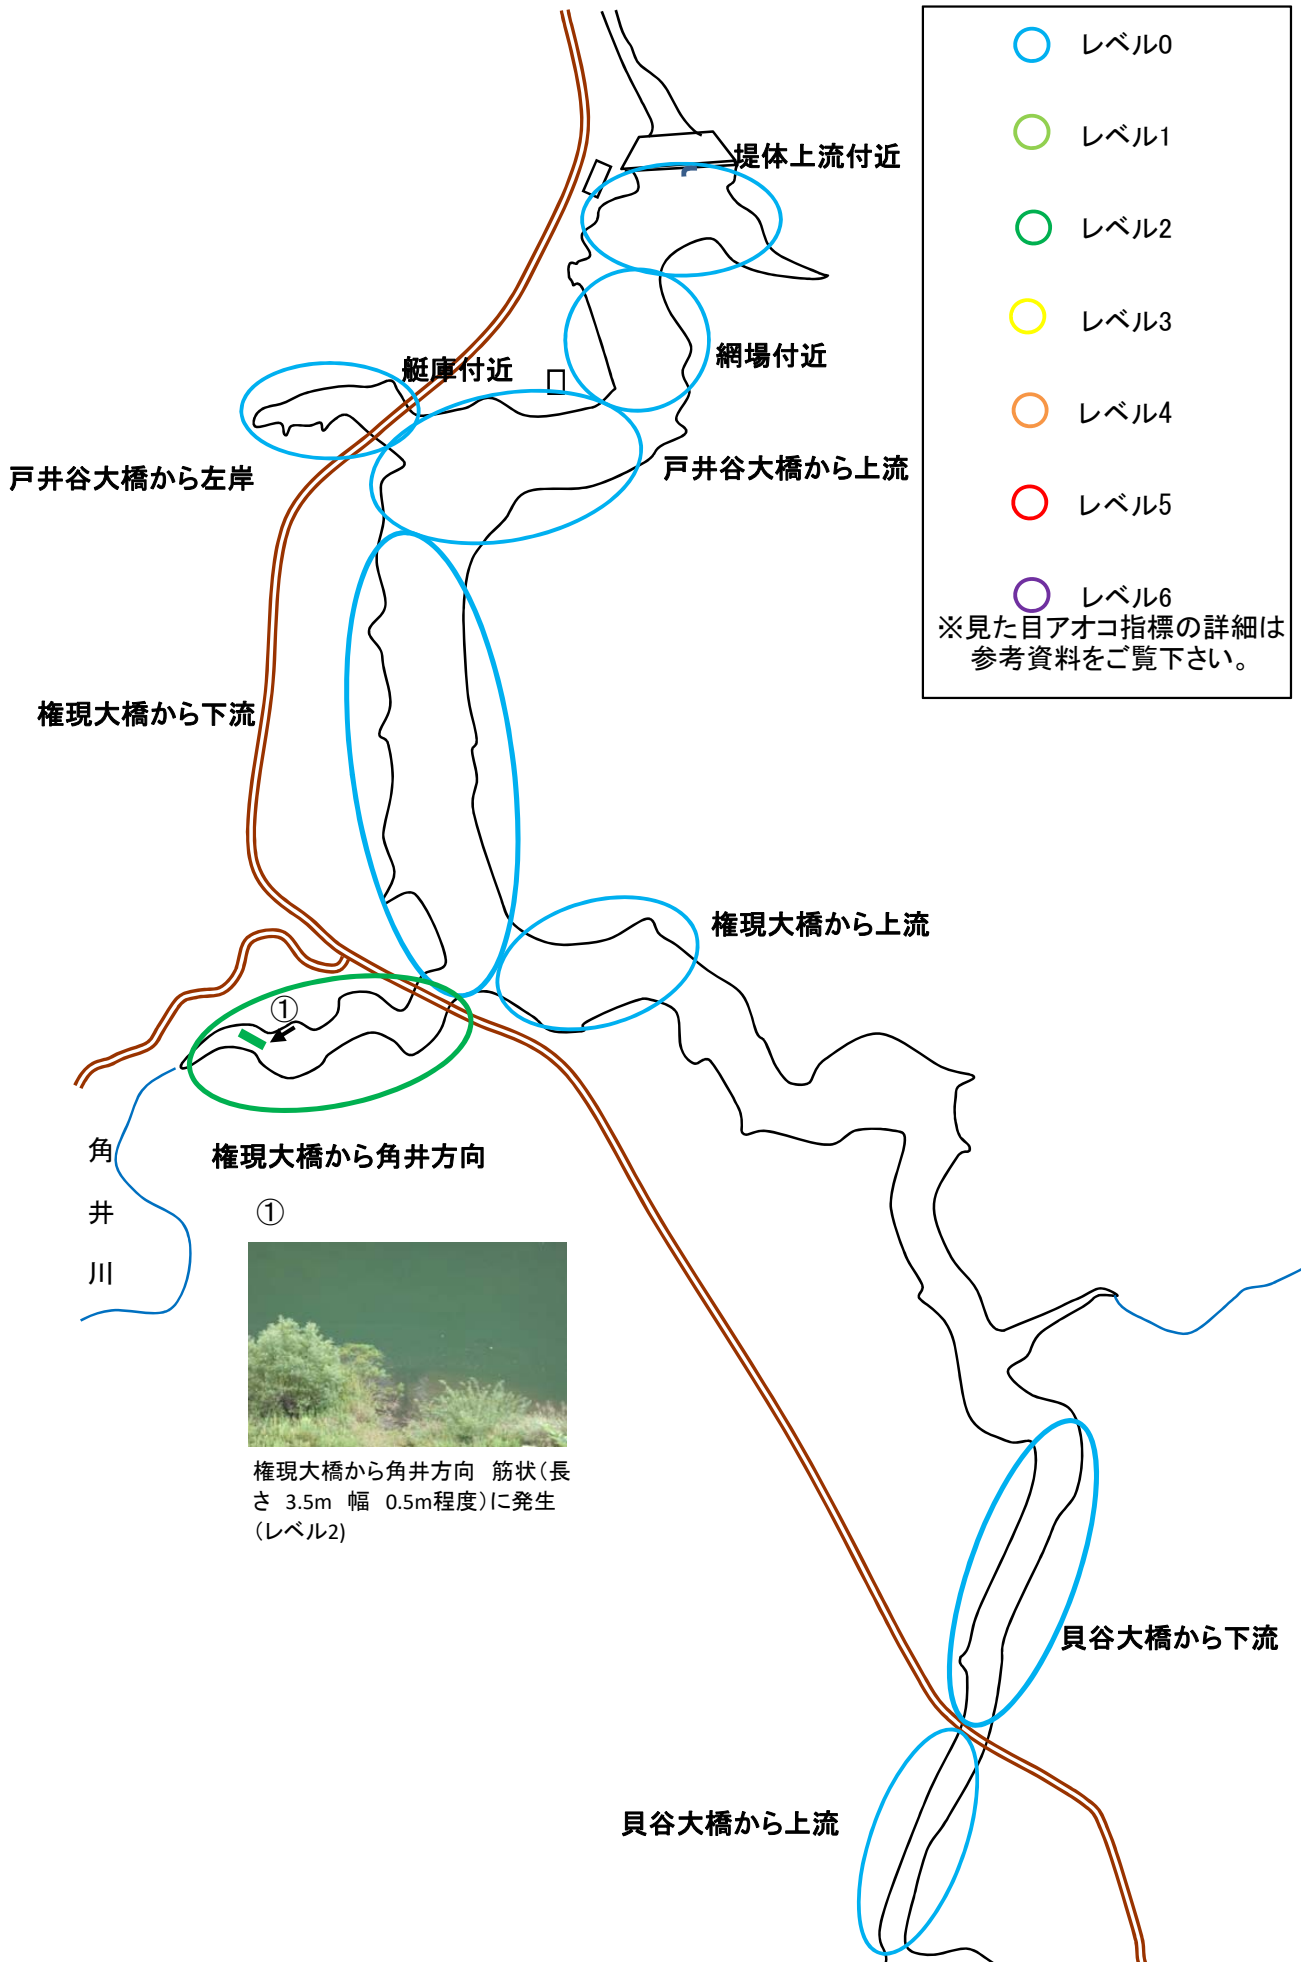 レベル0
レベル1
レベル2
レベル3
レベル4
レベル5
レベル6
※見た目アオコ指標の詳細は
参考資料をご覧下さい。
堤体上流付近
網場付近
艇庫付近
戸井谷大橋から左岸
戸井谷大橋から上流
権現大橋から下流
権現大橋から上流
①
角
井
川
権現大橋から角井方向
①
権現大橋から角井方向 筋状(長
さ 3.5m 幅 0.5m程度)に発生
(レベル2)
貝谷大橋から下流
貝谷大橋から上流